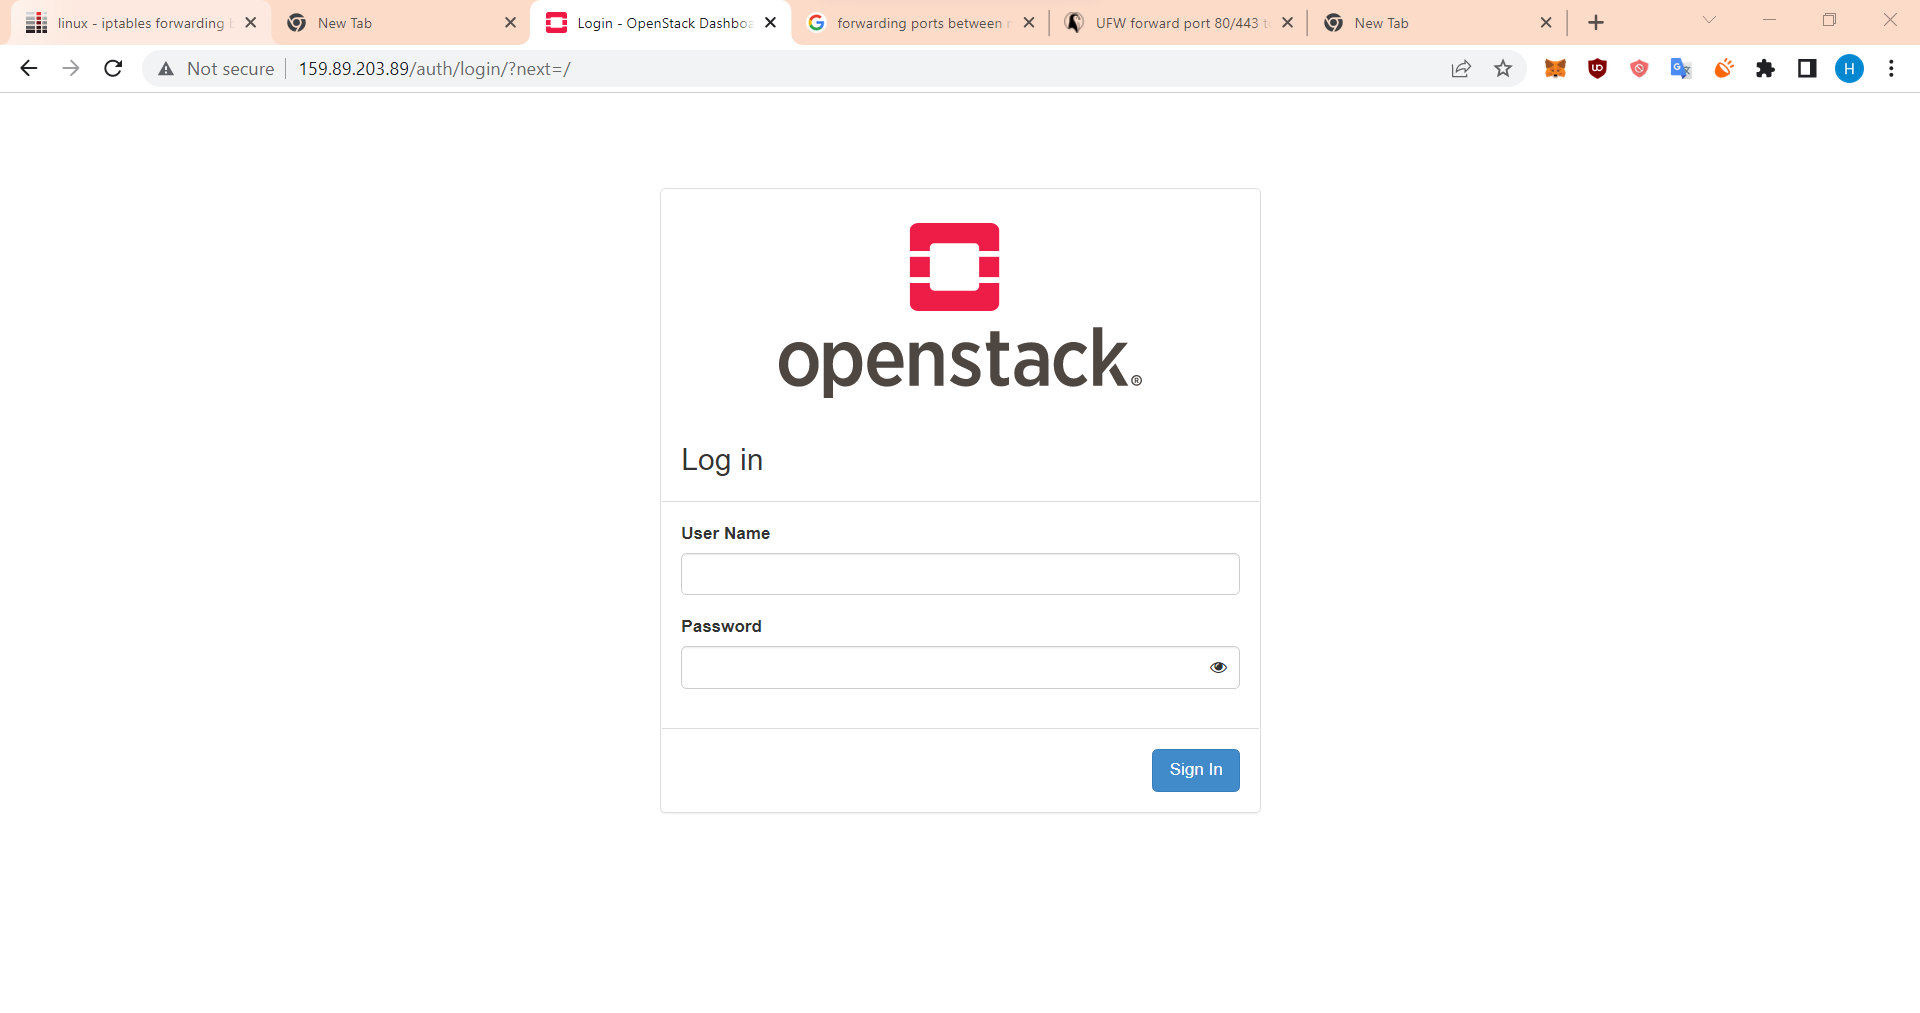 linux - iptables forwarding
New Tab
Login - OpenStack Dashboa
forwarding ports between
UFW forward port 80/443
New Tab
Not secure
159.89.203.89/auth/login/?next=/
H
openstack®
Log in
User Name
Password
Sign In